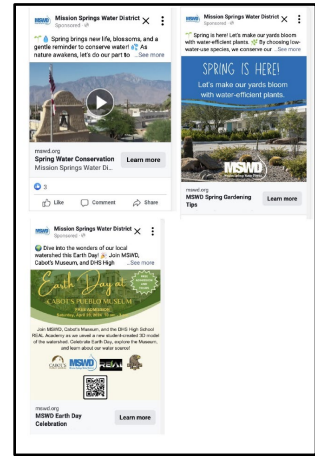 Mission Springs Water District
Sponsored
🌱💧 Spring brings new life, blossoms, and a
gentle reminder to conserve water! 💦 As
nature awakens, let's do our part to ...See more
mswd.org
Spring Water Conservation
Mission Springs Water Di...
Learn more
3
Like
Comment
Share
Mission Springs Water District
Sponsored
🌱 Spring is here! Let's make our yards bloom
with water-efficient plants. 🌿 By choosing low-
water-use species, we conserve our ...See more
SPRING IS HERE!
Let's make our yards bloom
with water-efficient plants.
MSWD
mswd.org
MSWD Spring Gardening
Tips
Learn more
Mission Springs Water District
Sponsored
🌍 Dive into the wonders of our local
watershed this Earth Day! 🎉 Join MSWD,
Cabot's Museum, and DHS High ...See more
Earth Day at
CABOT'S PUEBLO MUSEUM
FREE ADMISSION
Join MSWD, Cabot's Museum, and the DHS High School
REAL Academy as we unveil a new student-created 3D model
of the watershed. Celebrate Earth Day, explore the Museum,
and learn about our water source!
CABOT'S
MSWD
REAL
mswd.org
MSWD Earth Day
Celebration
Learn more